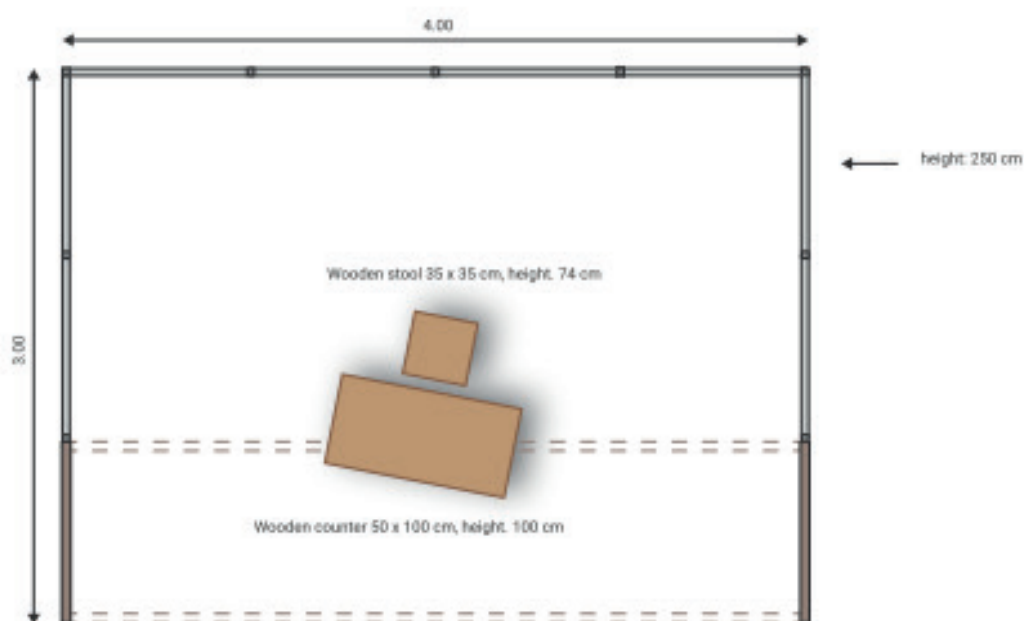 4.00
height: 250 cm
Wooden stool 35 x 35 cm, height. 74 cm
3.00
Wooden counter 50 x 100 cm, height. 100 cm